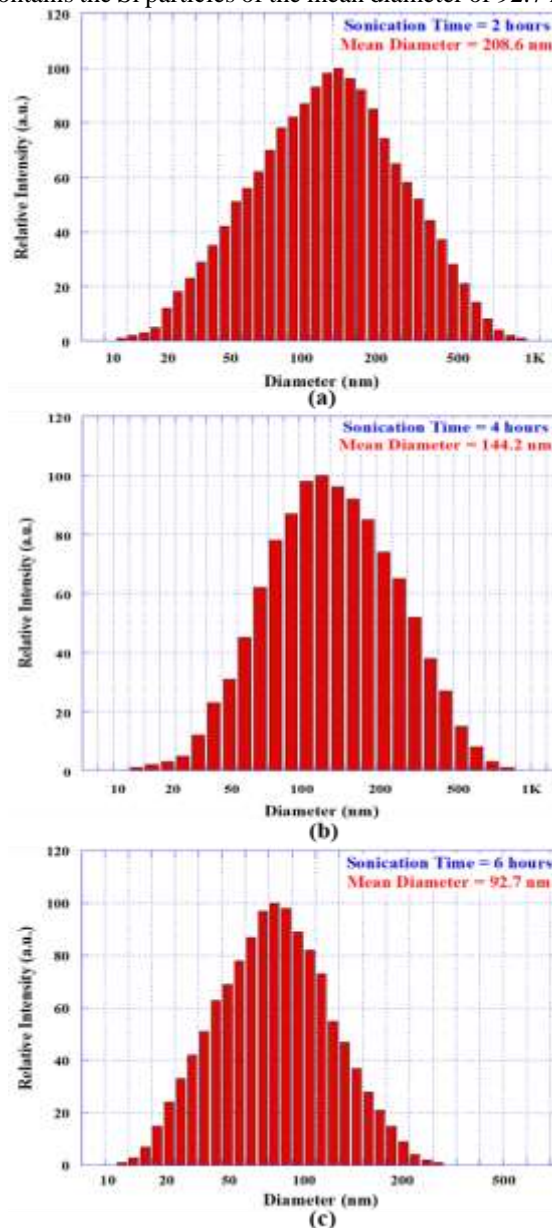 contains the Si particles of the mean diameter of 92.7
Sonication Time = 2 hours
Mean Diameter = 208.6 nm
Relative Intensity (a.u.)
120
100
80
60
40
20
0
10 20 50 100 200 500 1K
Diameter (nm)
(a)
Sonication Time = 4 hours
Mean Diameter = 144.2 nm
Relative Intensity (a.u.)
120
100
80
60
40
20
0
10 20 50 100 200 500 1K
Diameter (nm)
(b)
Sonication Time = 6 hours
Mean Diameter = 92.7 nm
Relative Intensity (a.u.)
120
100
80
60
40
20
0
10 20 50 100 200 500
Diameter (nm)
(c)